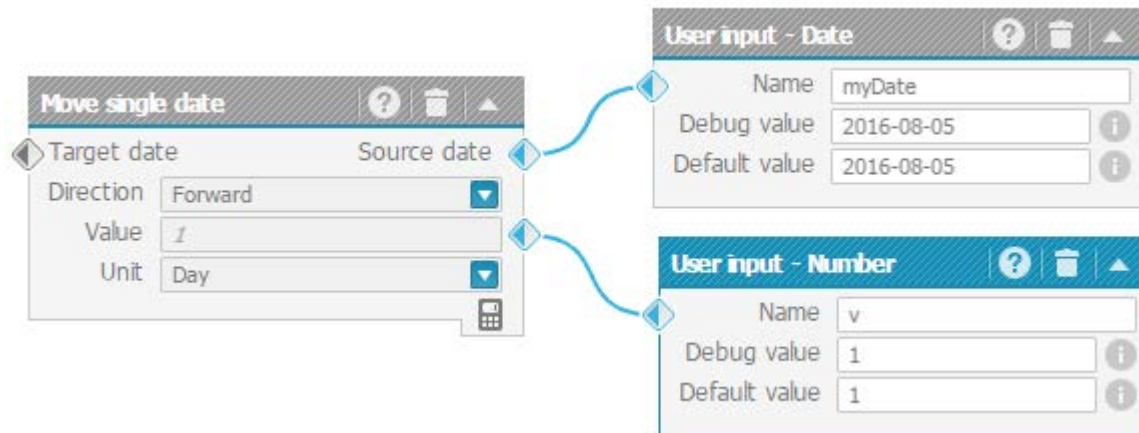 Move single date
Target date Source date
Direction Forward
Value 1
Unit Day
User input - Date
Name myDate
Debug value 2016-08-05
Default value 2016-08-05
User input - Number
Name v
Debug value 1
Default value 1